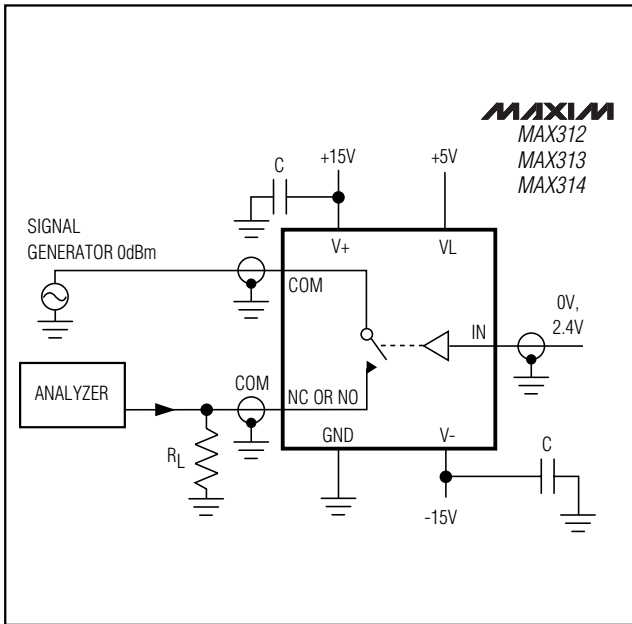 MAXIM
MAX312
MAX313
MAX314
+15V
+5V
C
SIGNAL
GENERATOR 0dBm
V+
VL
COM
0V,
2.4V
IN
ANALYZER
COM
NC OR NO
RL
GND
V-
C
-15V